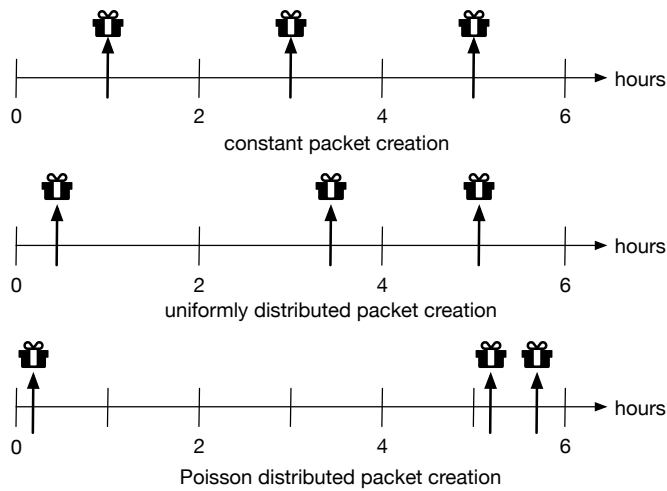 hours
0 2 4 6
constant packet creation
hours
0 2 4 6
uniformly distributed packet creation
hours
0 2 4 6
Poisson distributed packet creation